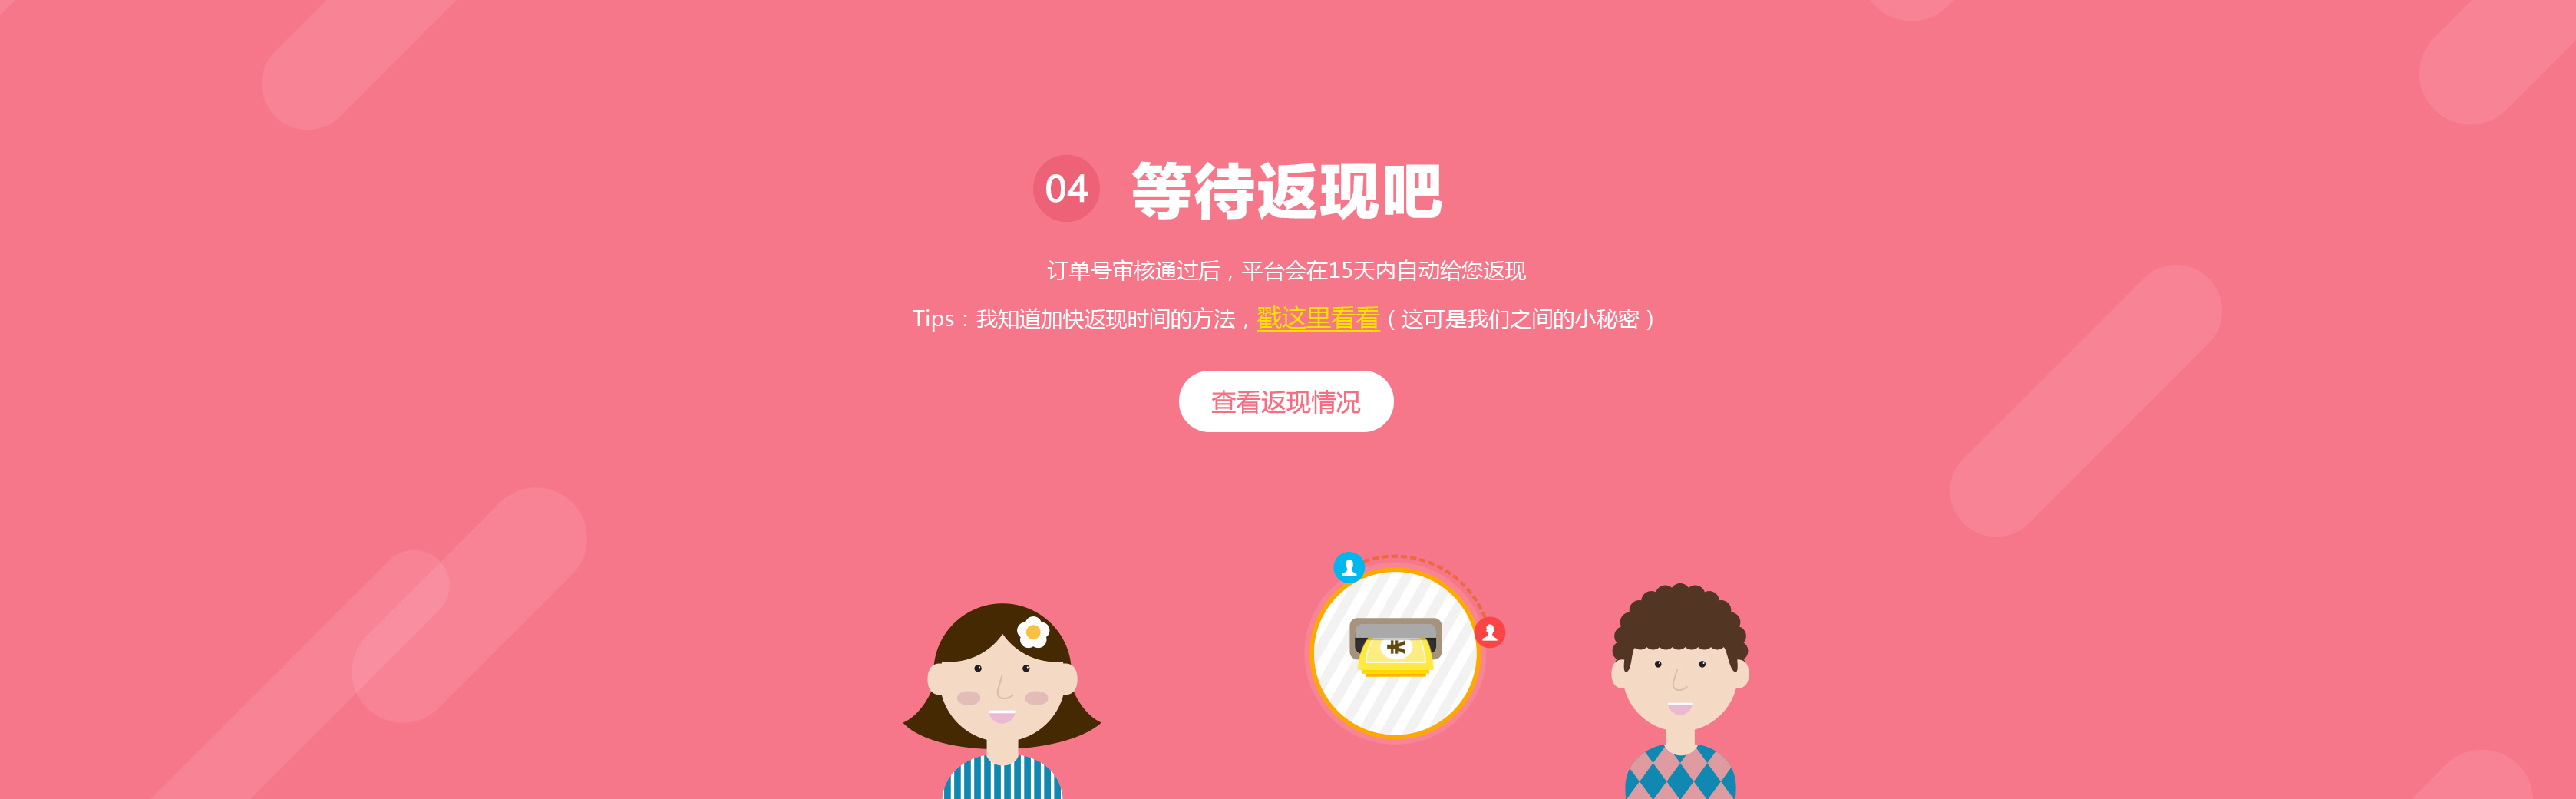 04 等待返现吧
订单号审核通过后，平台会在15天内自动给您返现
Tips：我知道加快返现时间的方法，戳这里看看（这可是我们之间的小秘密）
查看返现情况
¥